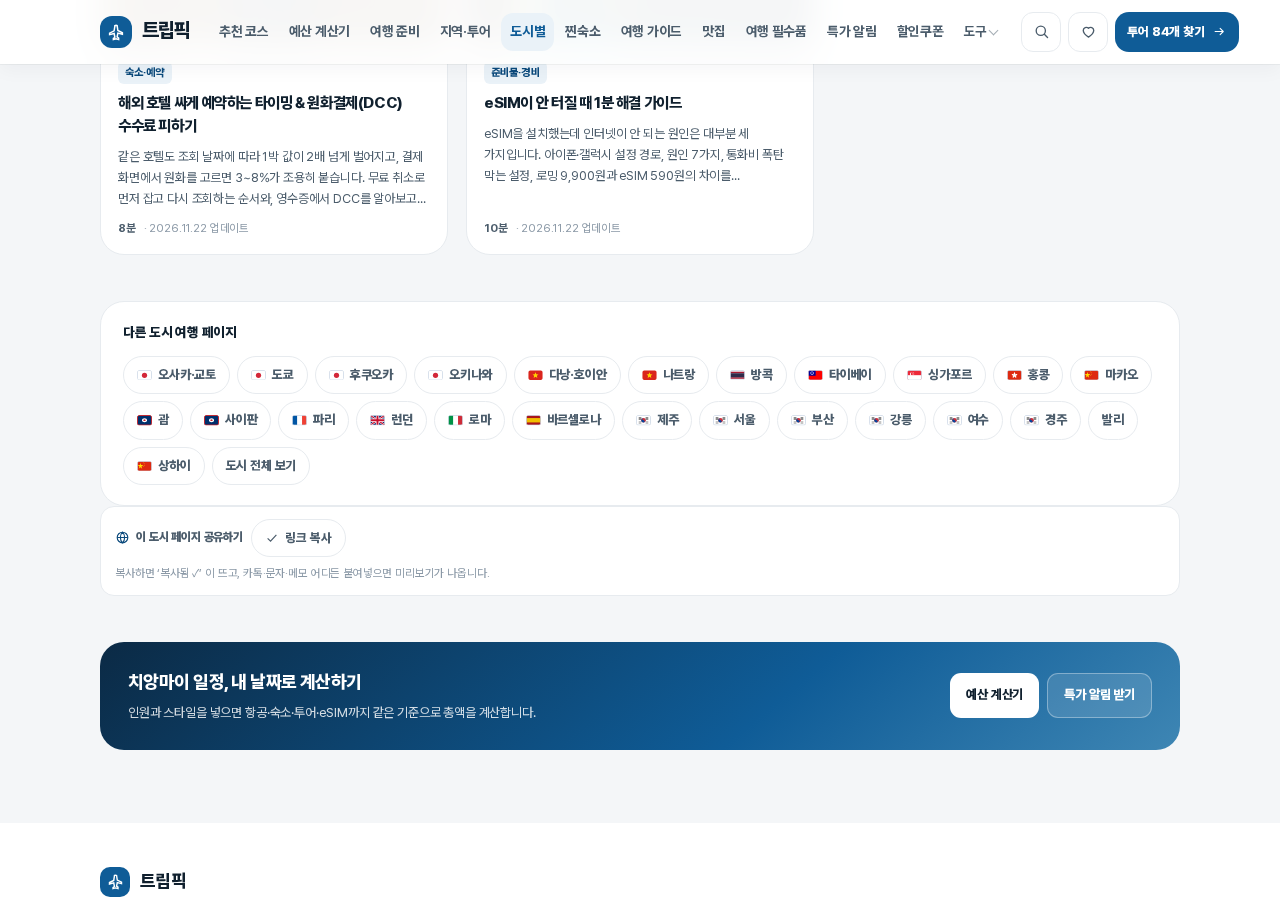 트립픽
추천 코스
예산 계산기
여행 준비
지역·투어
도시별
찐숙소
여행 가이드
맛집
여행 필수품
특가 알림
할인쿠폰
도구
투어 84개 찾기 →
숙소·예약
해외 호텔 싸게 예약하는 타이밍 & 원화결제(DCC)
수수료 피하기
같은 호텔도 조회 날짜에 따라 1박 값이 2배 넘게 벌어지고, 결제
화면에서 원화를 고르면 3~8%가 조용히 붙습니다. 무료 취소로
먼저 잡고 다시 조회하는 순서와, 영수증에서 DCC를 알아보고...
8분 · 2026.11.22 업데이트
준비물·경비
eSIM이 안 터질 때 1분 해결 가이드
eSIM을 설치했는데 인터넷이 안 되는 원인은 대부분 세
가지입니다. 아이폰·갤럭시 설정 경로, 원인 7가지, 통화비 폭탄
막는 설정, 로밍 9,900원과 eSIM 590원의 차이를...
10분 · 2026.11.22 업데이트
다른 도시 여행 페이지
오사카·교토
도쿄
후쿠오카
오키나와
다낭·호이안
나트랑
방콕
타이베이
싱가포르
홍콩
마카오
괌
사이판
파리
런던
로마
바르셀로나
제주
서울
부산
강릉
여수
경주
발리
상하이
도시 전체 보기
이 도시 페이지 공유하기
링크 복사
복사하면 ‘복사됨 ✓’ 이 뜨고, 카톡·문자·메모 어디든 붙여넣으면 미리보기가 나옵니다.
치앙마이 일정, 내 날짜로 계산하기
인원과 스타일을 넣으면 항공·숙소·투어·eSIM까지 같은 기준으로 총액을 계산합니다.
예산 계산기
특가 알림 받기
트립픽